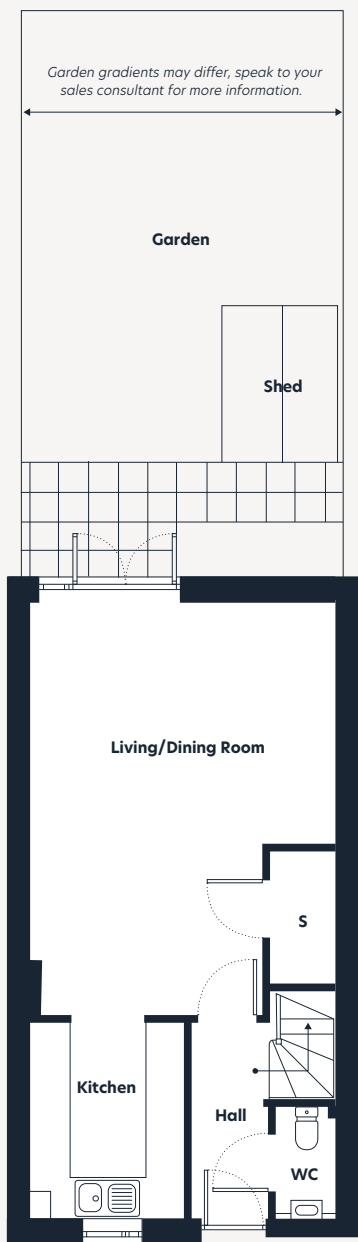 Garden gradients may differ, speak to your
sales consultant for more information.
Garden
Shed
Living/Dining Room
S
Kitchen
Hall
WC